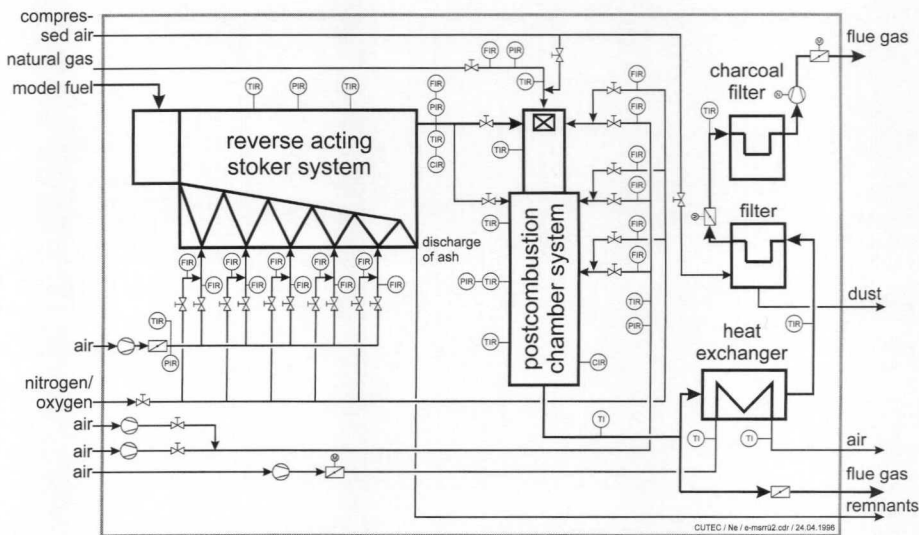 compres-
sed air
natural gas
model fuel
FIR
PIR
TIR
TIR
PIR
TIR
FIR
PIR
TIR
CIR
reverse acting
stoker system
TIR
FIR
FIR
charcoal
filter
TIR
M
flue gas
postcombustion
chamber system
TIR
PIR
TIR
TIR
CIR
FIR
FIR
FIR
FIR
TIR
PIR
filter
dust
discharge
of ash
FIR
FIR
FIR
FIR
FIR
FIR
FIR
FIR
FIR
FIR
TIR
PIR
air
nitrogen/
oxygen
air
air
air
heat
exchanger
TIR
TI
TI
TI
air
flue gas
remnants
CUTEC / Ne / e-msrrü2.cdr / 24.04.1996